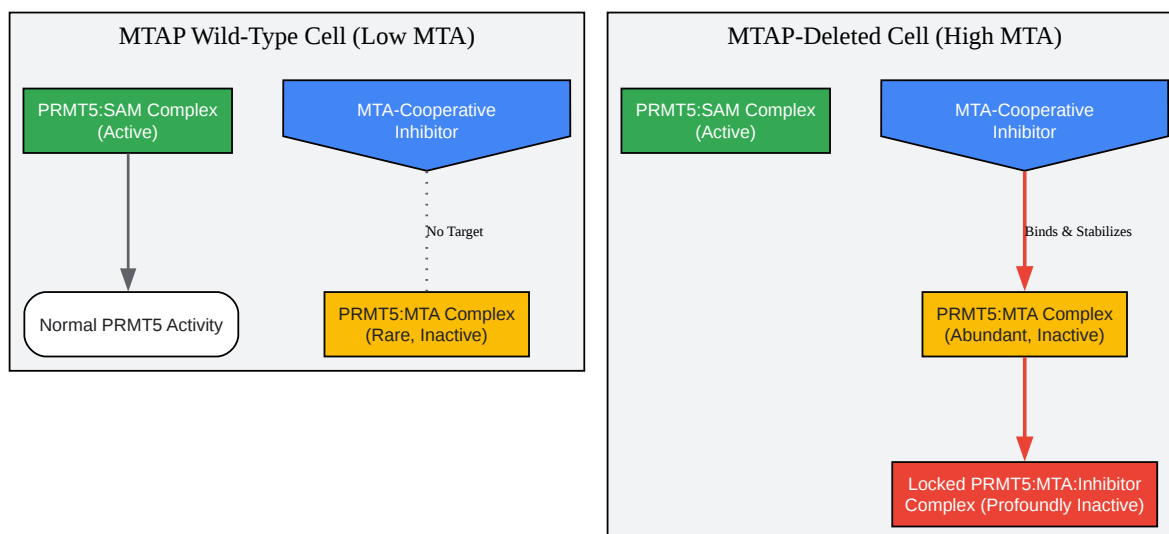 MTAP Wild-Type Cell (Low MTA)
PRMT5:SAM Complex
(Active)
MTA-Cooperative
Inhibitor
No Target
Normal PRMT5 Activity
PRMT5:MTA Complex
(Rare, Inactive)
MTAP-Deleted Cell (High MTA)
PRMT5:SAM Complex
(Active)
MTA-Cooperative
Inhibitor
Binds & Stabilizes
PRMT5:MTA Complex
(Abundant, Inactive)
Locked PRMT5:MTA:Inhibitor
Complex (Profoundly Inactive)